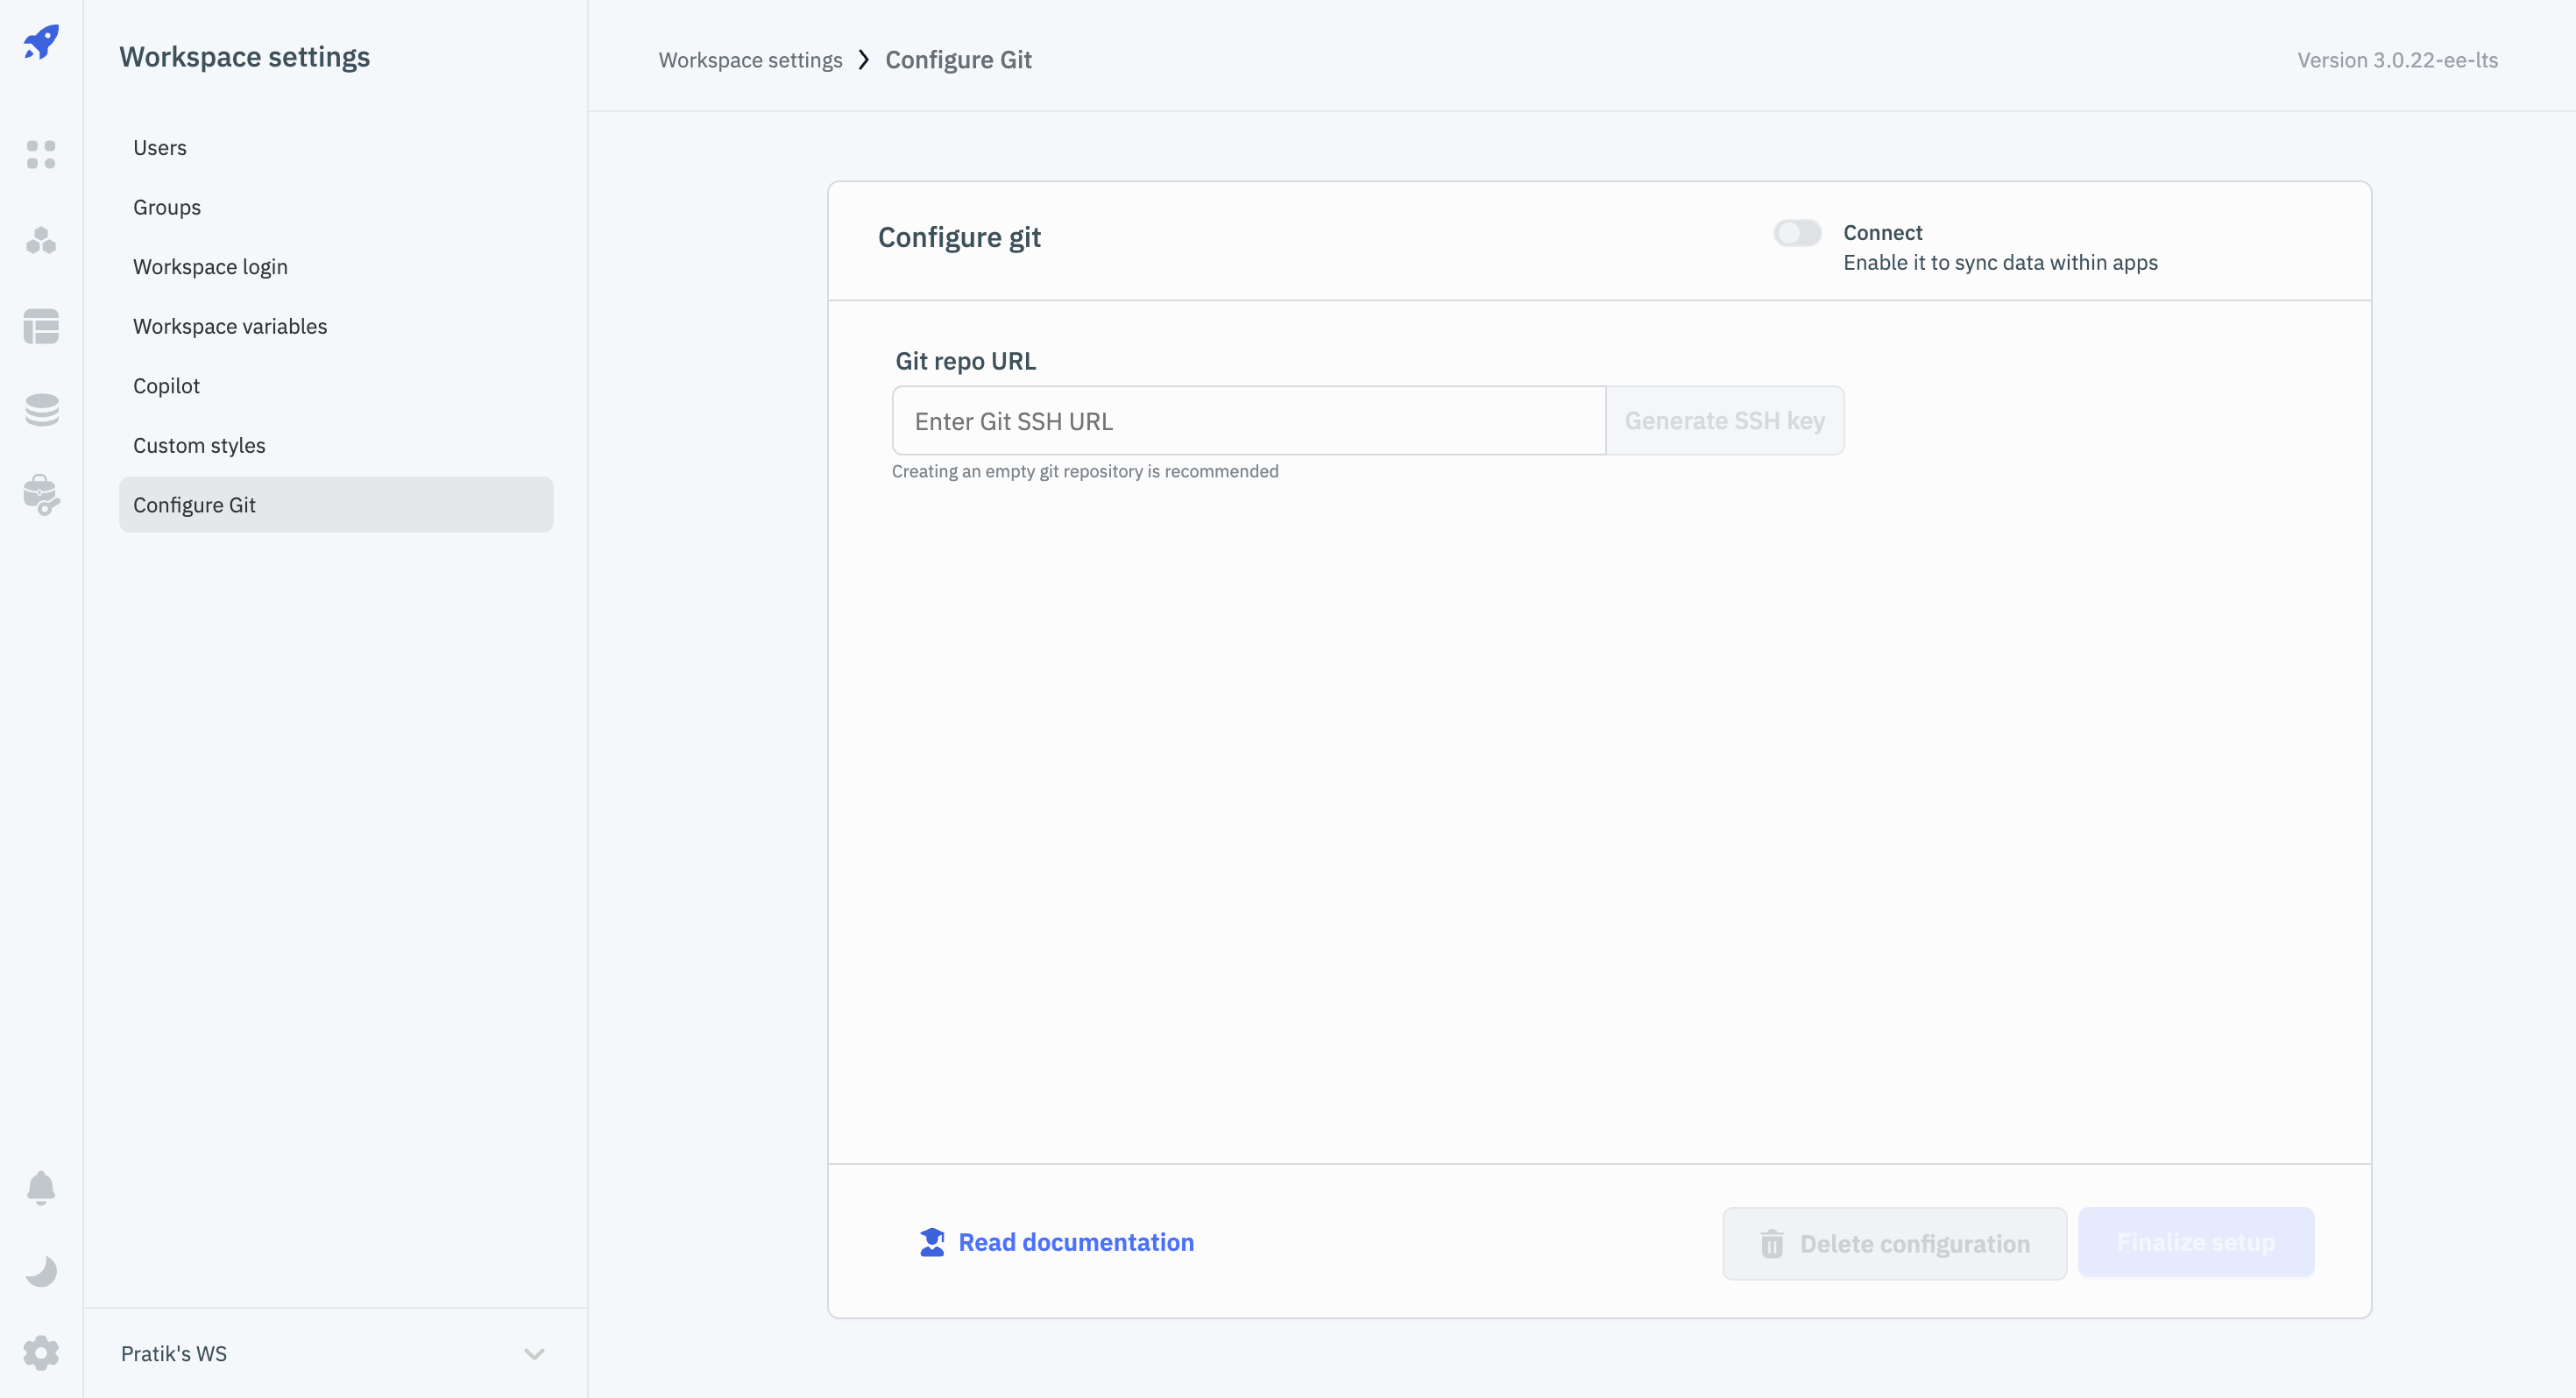 Workspace settings
Users
Groups
Workspace login
Workspace variables
Copilot
Custom styles
Configure Git
Pratik's WS
Workspace settings
Configure Git
Version 3.0.22-ee-lts
Configure git
Connect
Enable it to sync data within apps
Git repo URL
Enter Git SSH URL
Generate SSH key
Creating an empty git repository is recommended
Read documentation
Delete configuration
Finalize setup